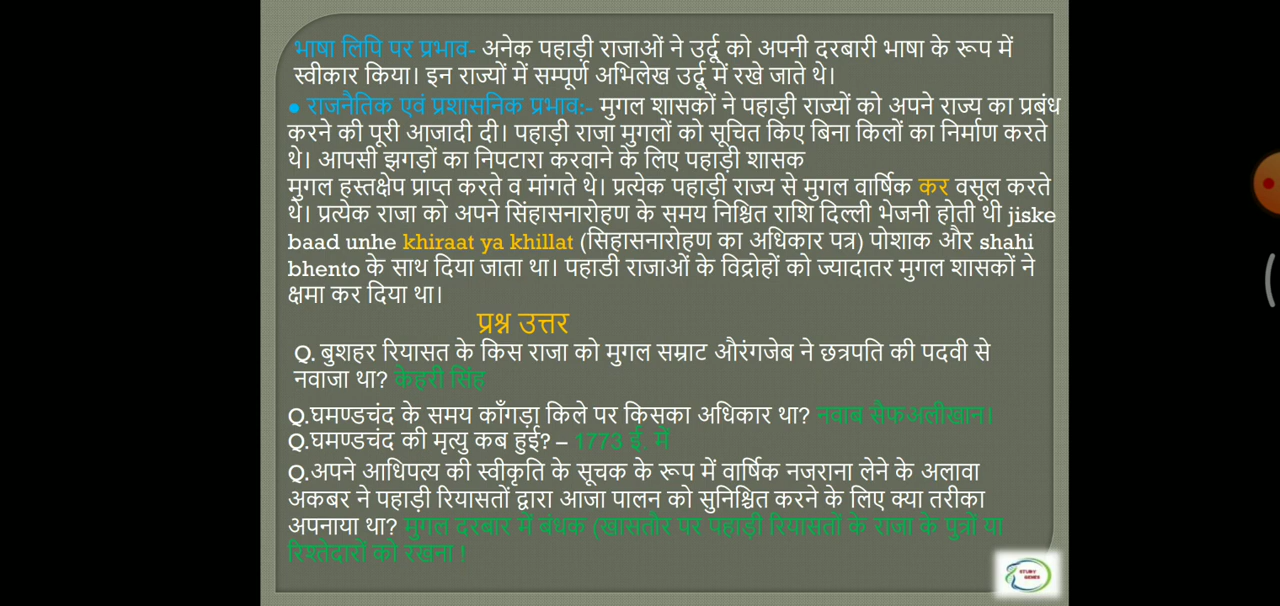 भाषा लिपि पर प्रभाव- अनेक पहाड़ी राजाओं ने उर्दू को अपनी दरबारी भाषा के रूप में
स्वीकार किया। इन राज्यों में सम्पूर्ण अभिलेख उर्दू में रखे जाते थे।
● राजनैतिक एवं प्रशासनिक प्रभाव:- मुगल शासकों ने पहाड़ी राज्यों को अपने राज्य का प्रबंध
करने की पूरी आजादी दी। पहाड़ी राजा मुगलों को सूचित किए बिना किलों का निर्माण करते
थे। आपसी झगड़ों का निपटारा करवाने के लिए पहाड़ी शासक
मुगल हस्तक्षेप प्राप्त करते व मांगते थे। प्रत्येक पहाड़ी राज्य से मुगल वार्षिक कर वसूल करते
थे। प्रत्येक राजा को अपने सिंहासनारोहण के समय निश्चित राशि दिल्ली भेजनी होती थी jiske
baad unhe khiraat ya khillat (सिहासनारोहण का अधिकार पत्र) पोशाक और shahi
bhento के साथ दिया जाता था। पहाडी राजाओं के विद्रोहों को ज्यादातर मुगल शासकों ने
क्षमा कर दिया था।
प्रश्न उत्तर
Q. बुशहर रियासत के किस राजा को मुगल सम्राट औरंगजेब ने छत्रपति की पदवी से
नवाजा था? केहरी सिंह
Q.घमण्डचंद के समय काँगड़ा किले पर किसका अधिकार था? नवाब सैफअलीखान।
Q.घमण्डचंद की मृत्यु कब हुई? – 1773 ई. में
Q.अपने आधिपत्य की स्वीकृति के सूचक के रूप में वार्षिक नजराना लेने के अलावा
अकबर ने पहाड़ी रियासतों द्वारा आजा पालन को सुनिश्चित करने के लिए क्या तरीका
अपनाया था? मुगल दरबार में बंधक (खासतौर पर पहाड़ी रियासतों के राजा के पुत्रों या
रिश्तेदारों को रखना !
STUDY
GENES